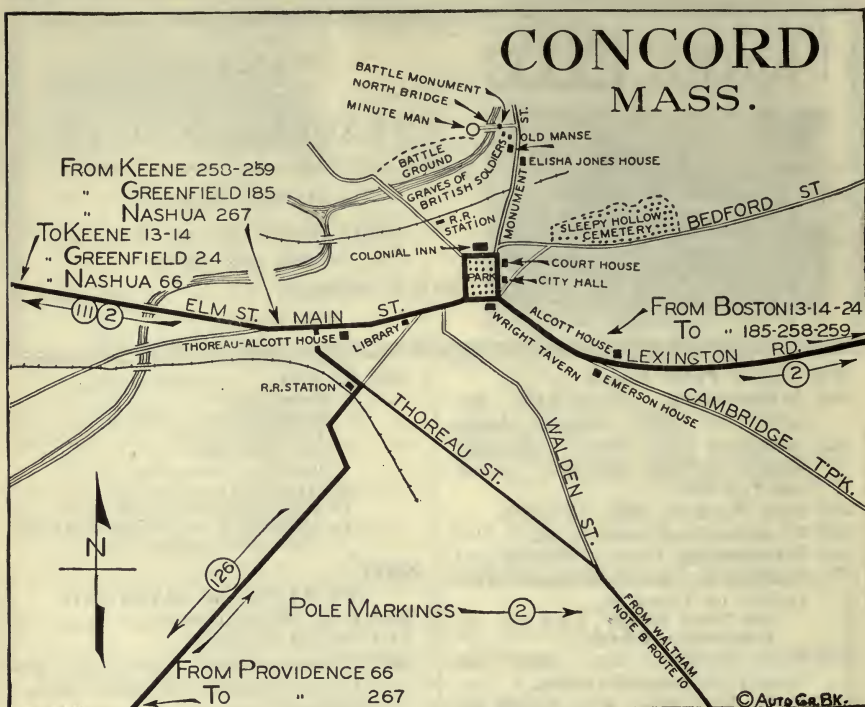 CONCORD
MASS.
BATTLE MONUMENT
NORTH BRIDGE
MINUTE MAN
ST.
OLD MANSE
ELISHA JONES HOUSE
BATTLE
GROUND
GRAVES OF
BRITISH SOLDIERS
MONUMENT
R.R.
STATION
COLONIAL INN
SLEEPY HOLLOW
CEMETERY
BEDFORD ST
PARK
COURT HOUSE
CITY HALL
FROM KEENE 258-259
" GREENFIELD 185
" NASHUA 267
TO KEENE 13-14
" GREENFIELD 24
" NASHUA 66
111 2
ELM ST. MAIN ST.
THOREAU-ALCOTT HOUSE
LIBRARY
WRIGHT TAVERN
ALCOTT HOUSE
FROM BOSTON 13-14-24
TO " 185-258-259
LEXINGTON RD.
2
EMERSON HOUSE
CAMBRIDGE T'P'K.
R.R. STATION
THOREAU ST.
WALDEN ST.
N
126
POLE MARKINGS 2
FROM WALTHAM
NOTE B ROUTE 10
FROM PROVIDENCE 66
TO " 267
© AUTO GR. BK.